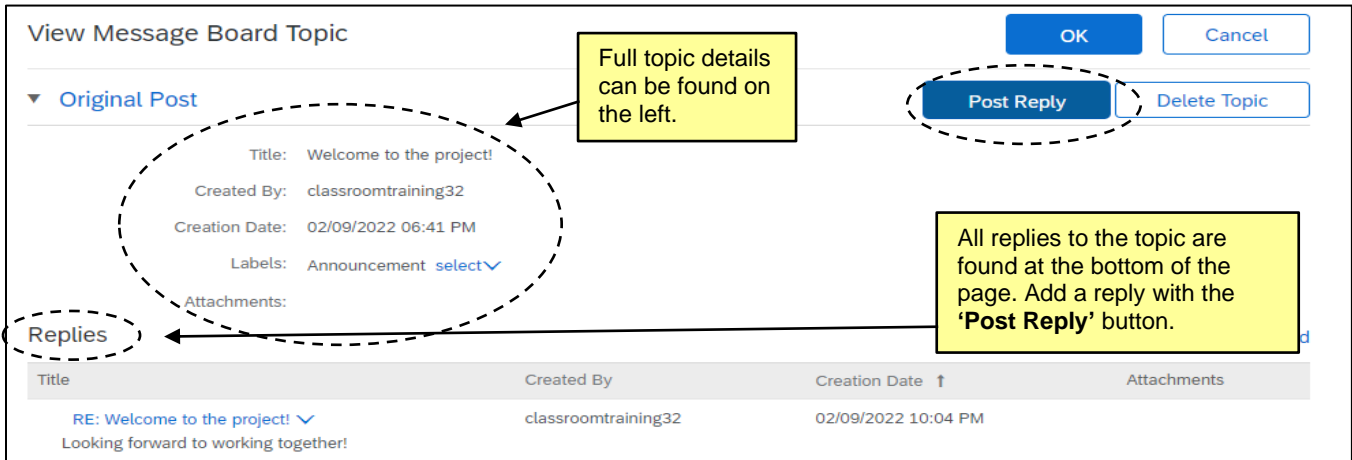 View Message Board Topic
OK
Cancel
Full topic details
can be found on
the left.
Original Post
Post Reply
Delete Topic
Title: Welcome to the project!
Created By: classroomtraining32
Creation Date: 02/09/2022 06:41 PM
Labels: Announcement select
Attachments:
All replies to the topic are
found at the bottom of the
page. Add a reply with the
‘Post Reply’ button.
Replies
Title Created By Creation Date ↑ Attachments
RE: Welcome to the project! classroomtraining32 02/09/2022 10:04 PM
Looking forward to working together!